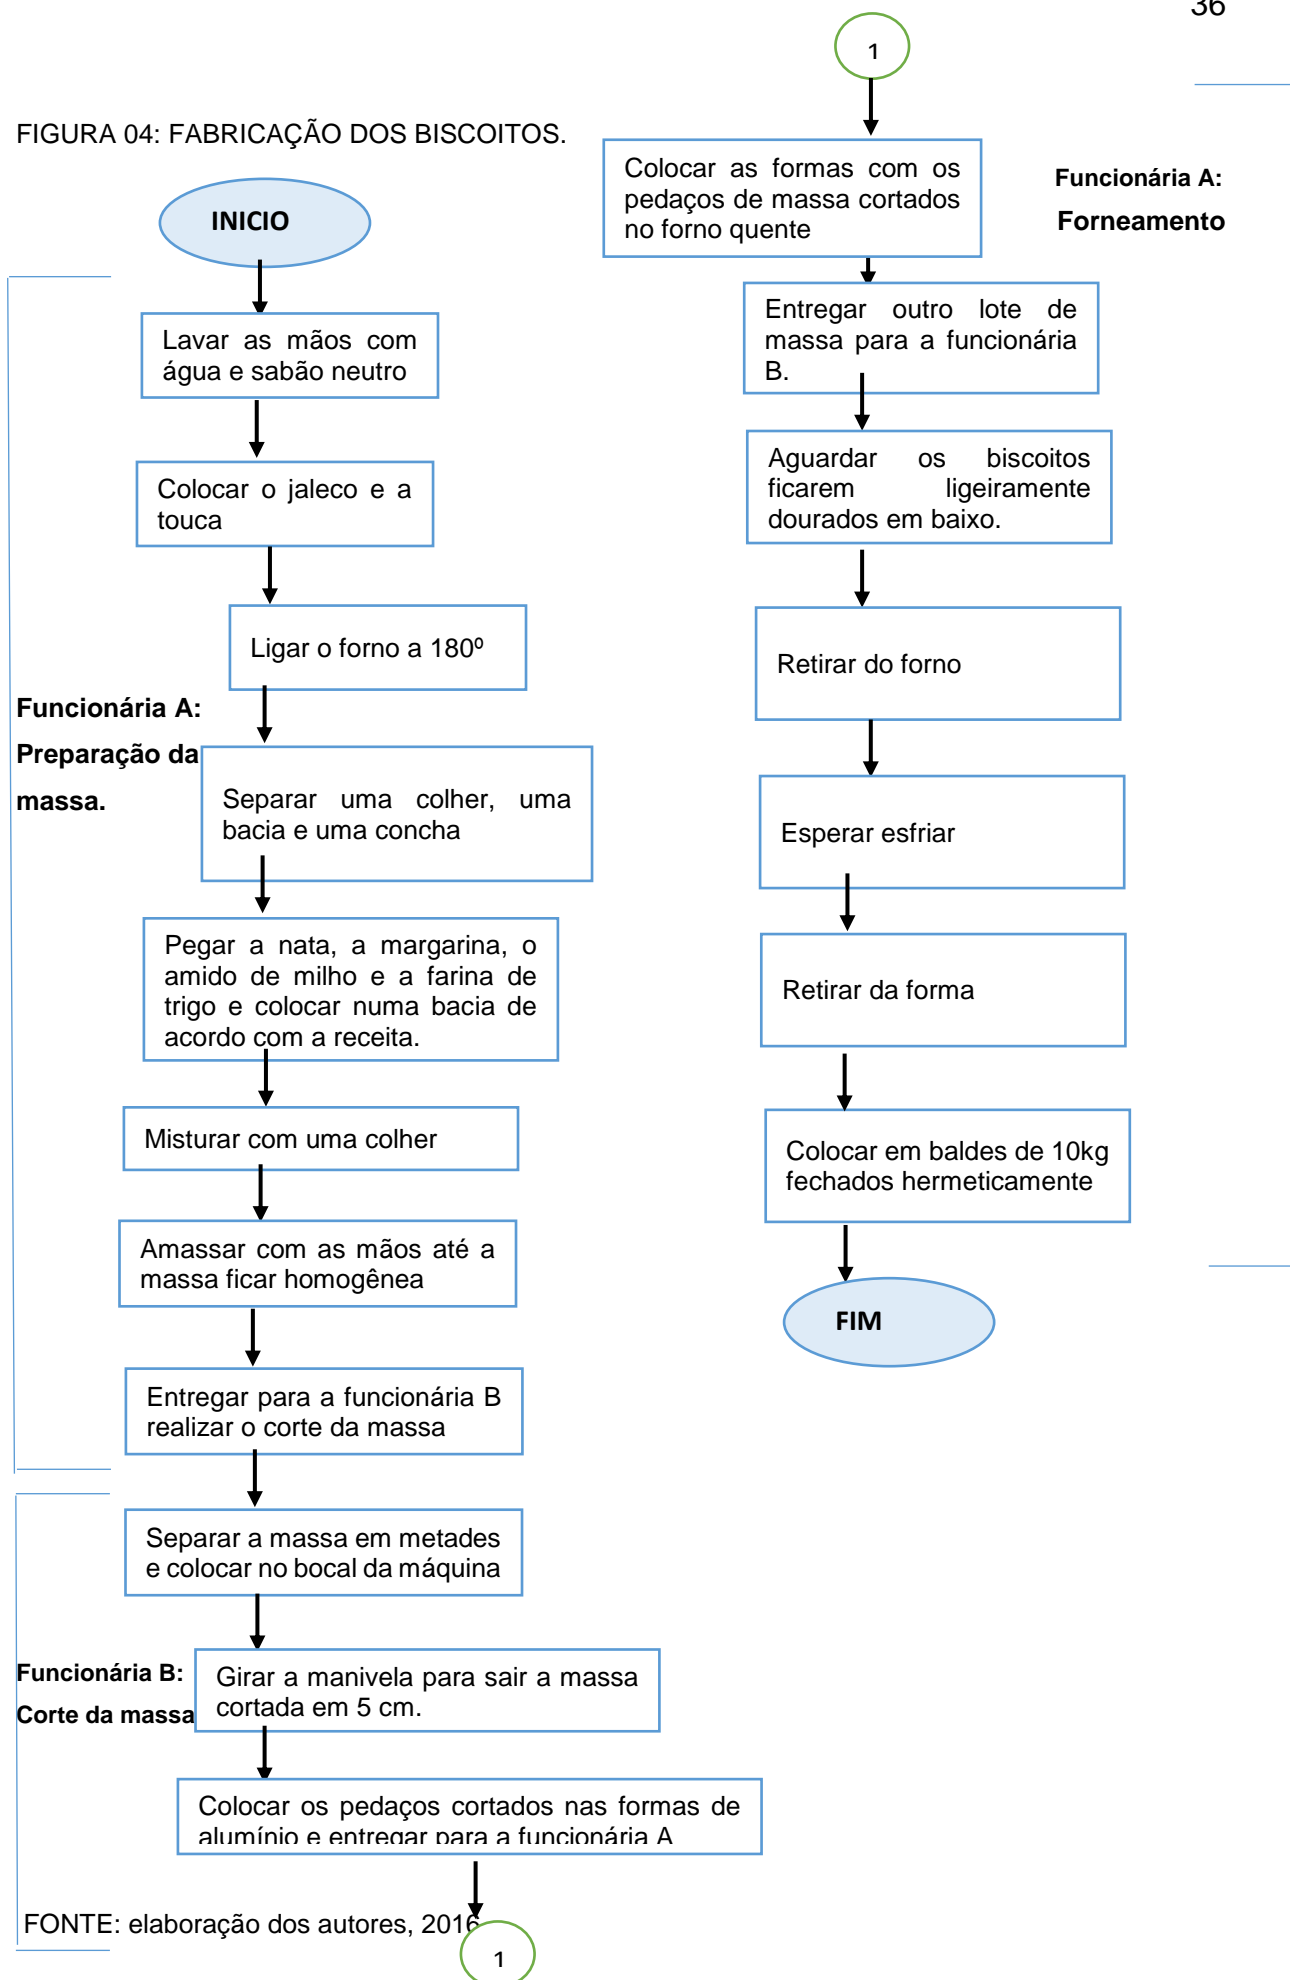 36
FIGURA 04: FABRICAÇÃO DOS BISCOITOS.
INICIO
Lavar as mãos com
água e sabão neutro
Colocar o jaleco e a
touca
Ligar o forno a 180º
Funcionária A:
Preparação da
massa.
Separar uma colher, uma
bacia e uma concha
Pegar a nata, a margarina, o
amido de milho e a farina de
trigo e colocar numa bacia de
acordo com a receita.
Misturar com uma colher
Amassar com as mãos até a
massa ficar homogênea
Entregar para a funcionária B
realizar o corte da massa
Separar a massa em metades
e colocar no bocal da máquina
Funcionária B:
Corte da massa
Girar a manivela para sair a massa
cortada em 5 cm.
Colocar os pedaços cortados nas formas de
alumínio e entregar para a funcionária A
1
FONTE: elaboração dos autores, 2016
1
Colocar as formas com os
pedaços de massa cortados
no forno quente
Funcionária A:
Forneamento
Entregar outro lote de
massa para a funcionária
B.
Aguardar os biscoitos
ficarem ligeiramente
dourados em baixo.
Retirar do forno
Esperar esfriar
Retirar da forma
Colocar em baldes de 10kg
fechados hermeticamente
FIM